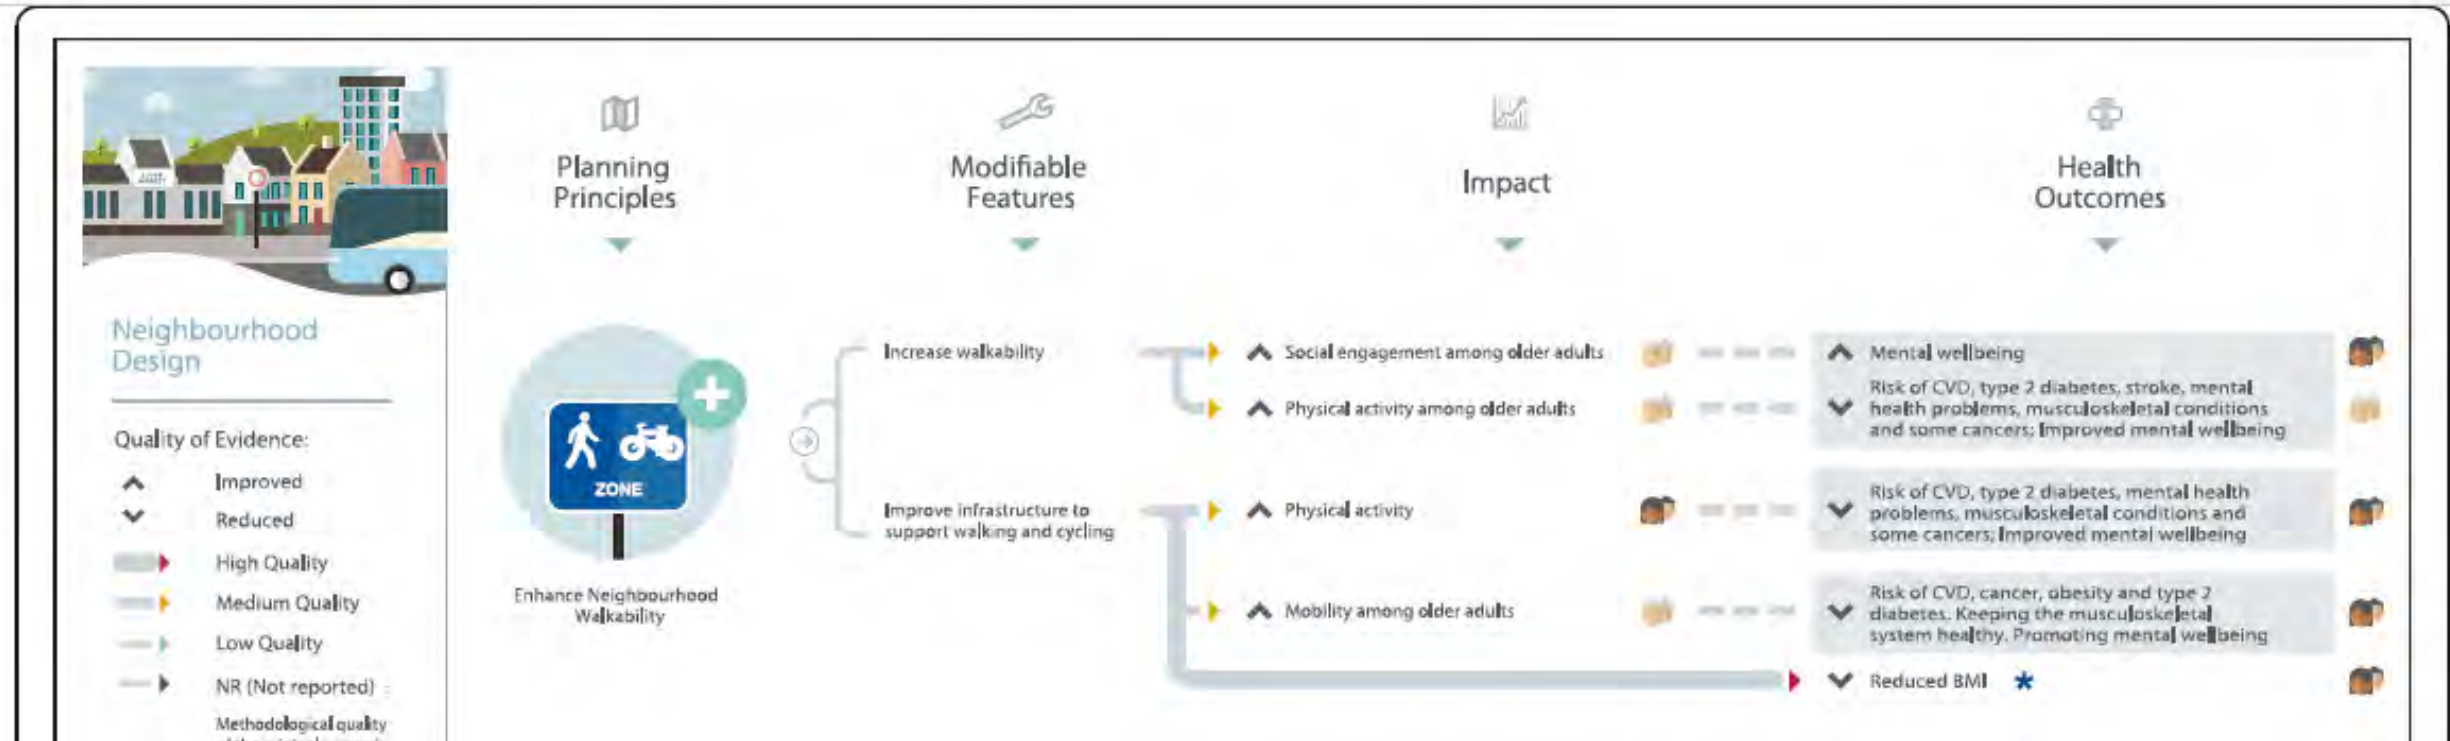 Planning
Principles
Modifiable
Features
Impact
Health
Outcomes
Neighbourhood
Design
Quality of Evidence:
Improved
Reduced
High Quality
Medium Quality
Low Quality
NR (Not reported)
Methodological quality
ZONE
Enhance Neighbourhood
Walkability
Increase walkability
Improve infrastructure to
support walking and cycling
Social engagement among older adults
Physical activity among older adults
Physical activity
Mobility among older adults
Mental wellbeing
Risk of CVD, type 2 diabetes, stroke, mental
health problems, musculoskeletal conditions
and some cancers; Improved mental wellbeing
Risk of CVD, type 2 diabetes, mental health
problems, musculoskeletal conditions and
some cancers; Improved mental wellbeing
Risk of CVD, cancer, obesity and type 2
diabetes. Keeping the musculoskeletal
system healthy. Promoting mental wellbeing
Reduced BMI *